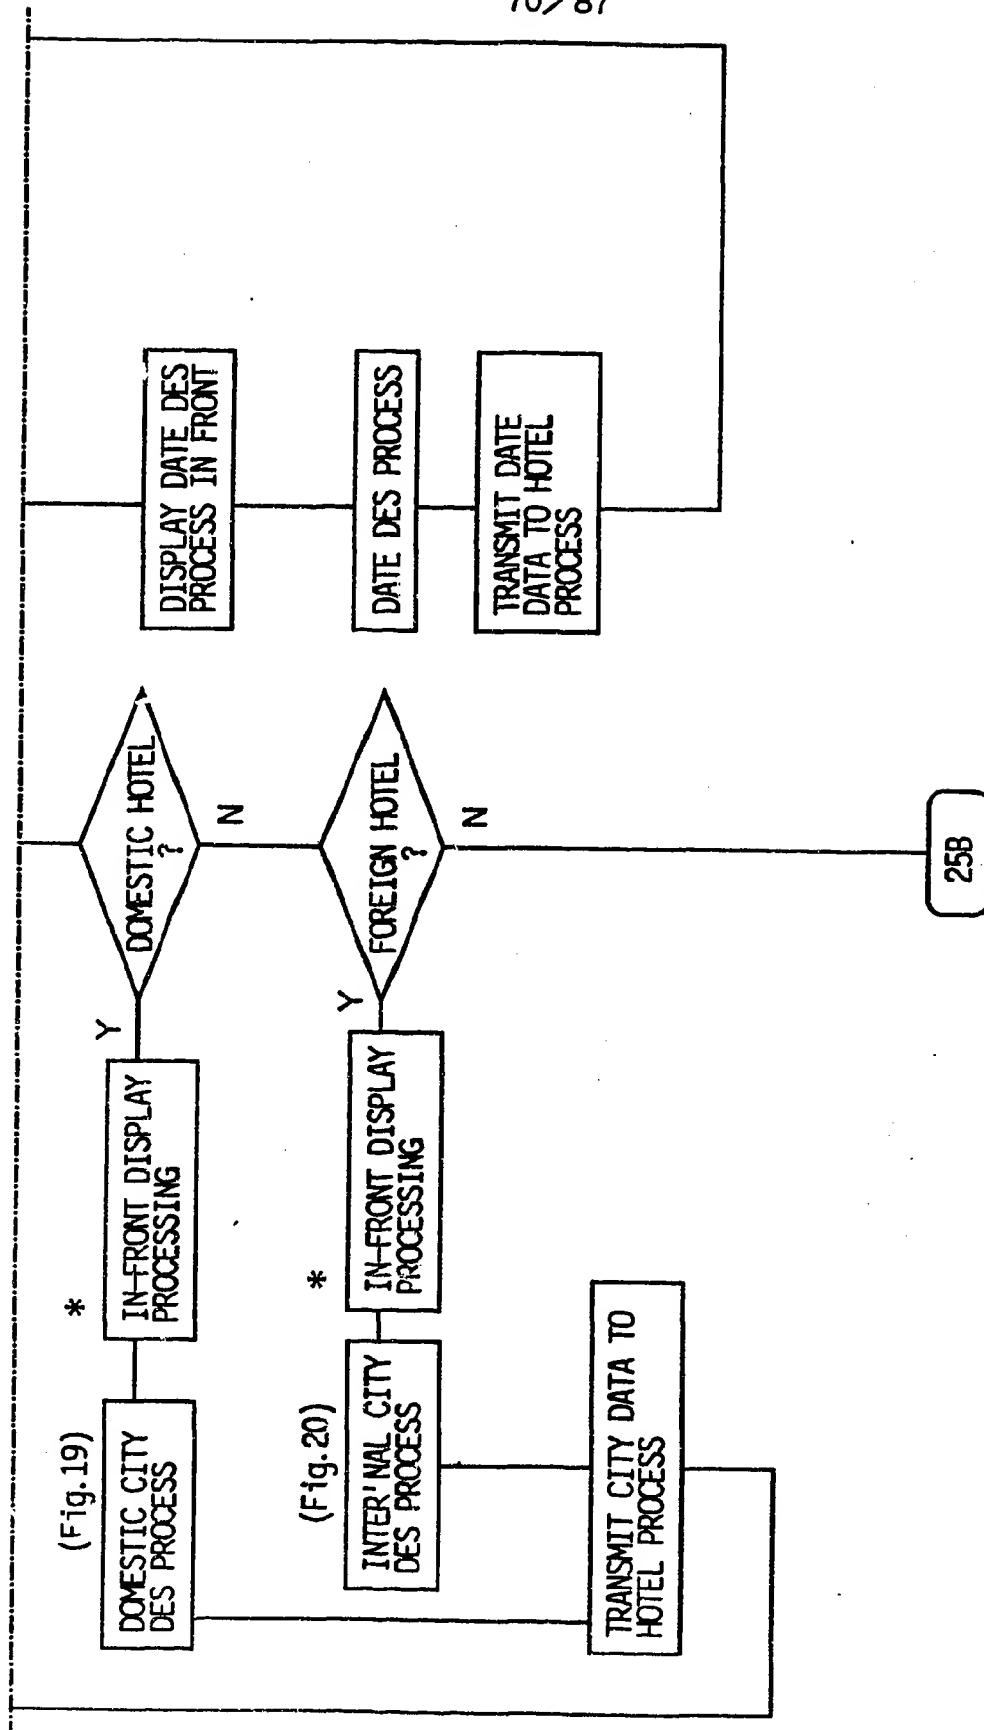 70/87
(Fig.19)
DOMESTIC CITY
DES PROCESS
*
IN-FRONT DISPLAY
PROCESSING
Y
DOMESTIC HOTEL
?
N
DISPLAY DATE DES
PROCESS IN FRONT
(Fig.20)
INTER'NAL CITY
DES PROCESS
*
IN-FRONT DISPLAY
PROCESSING
Y
FOREIGN HOTEL
?
N
DATE DES PROCESS
TRANSMIT DATE
DATA TO HOTEL
PROCESS
TRANSMIT CITY DATA TO
HOTEL PROCESS
25B